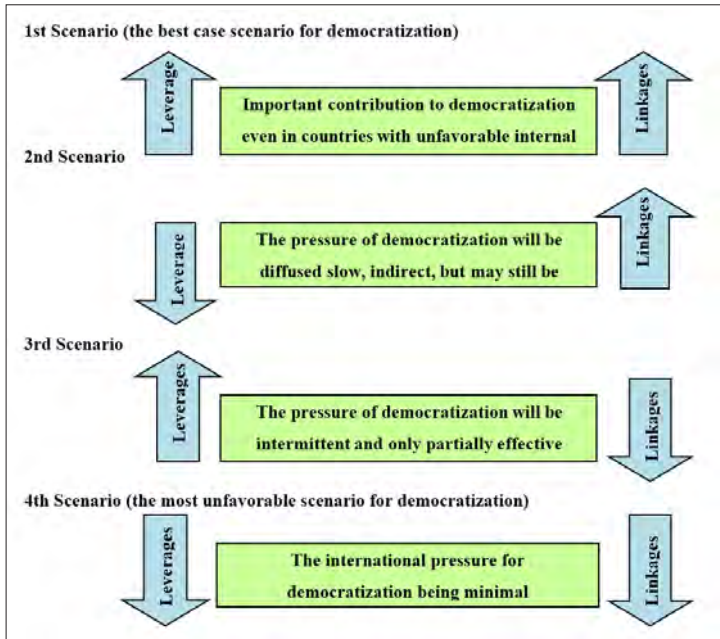 1st Scenario (the best case scenario for democratization)
Leverage
Important contribution to democratization
even in countries with unfavorable internal
Linkages
2nd Scenario
Leverage
The pressure of democratization will be
diffused slow, indirect, but may still be
Linkages
3rd Scenario
Leverages
The pressure of democratization will be
intermittent and only partially effective
Linkages
4th Scenario (the most unfavorable scenario for democratization)
Leverages
The international pressure for
democratization being minimal
Linkages